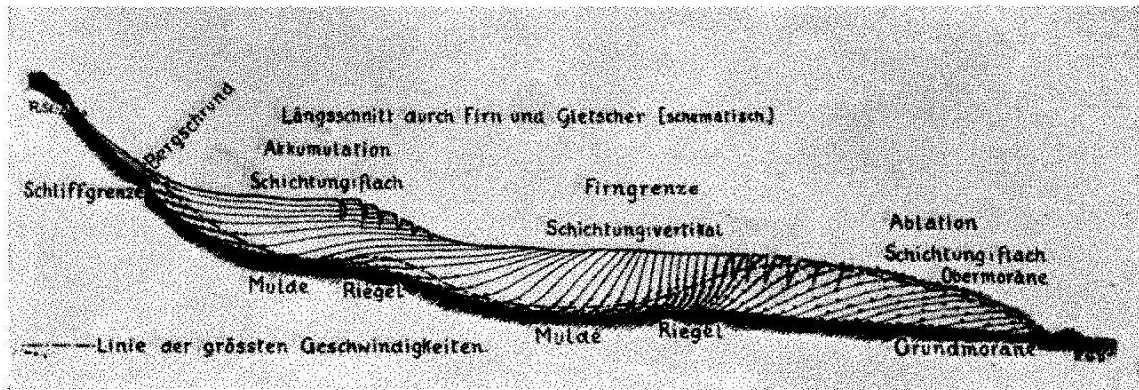 Längsschnitt durch Firn und Gletscher [schematisch]
Bergschrund
Akkumulation
Schichtung:flach
Schliffgrenze
Firngrenze
Schichtung:vertikal
Ablation
Schichtung:flach
Obermoräne
Mulde
Riegel
Mulde
Riegel
Grundmoräne
Linie der grössten Geschwindigkeiten